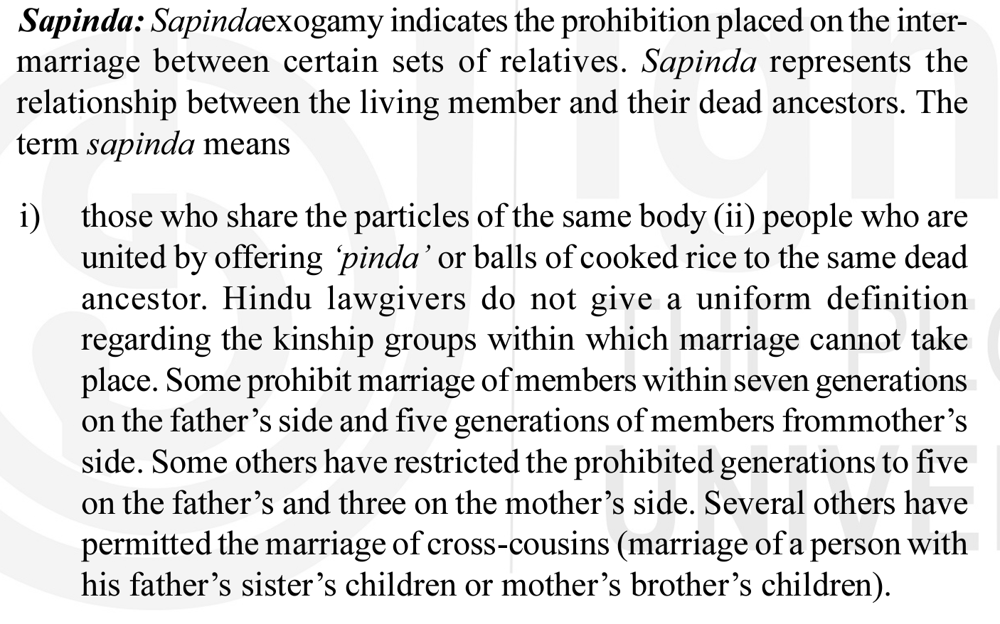 Sapinda: Sapindaexogamy indicates the prohibition placed on the inter-
marriage between certain sets of relatives. Sapinda represents the
relationship between the living member and their dead ancestors. The
term sapinda means
i) those who share the particles of the same body (ii) people who are
united by offering ‘pinda’ or balls of cooked rice to the same dead
ancestor. Hindu lawgivers do not give a uniform definition
regarding the kinship groups within which marriage cannot take
place. Some prohibit marriage of members within seven generations
on the father’s side and five generations of members frommother’s
side. Some others have restricted the prohibited generations to five
on the father’s and three on the mother’s side. Several others have
permitted the marriage of cross-cousins (marriage of a person with
his father’s sister’s children or mother’s brother’s children).